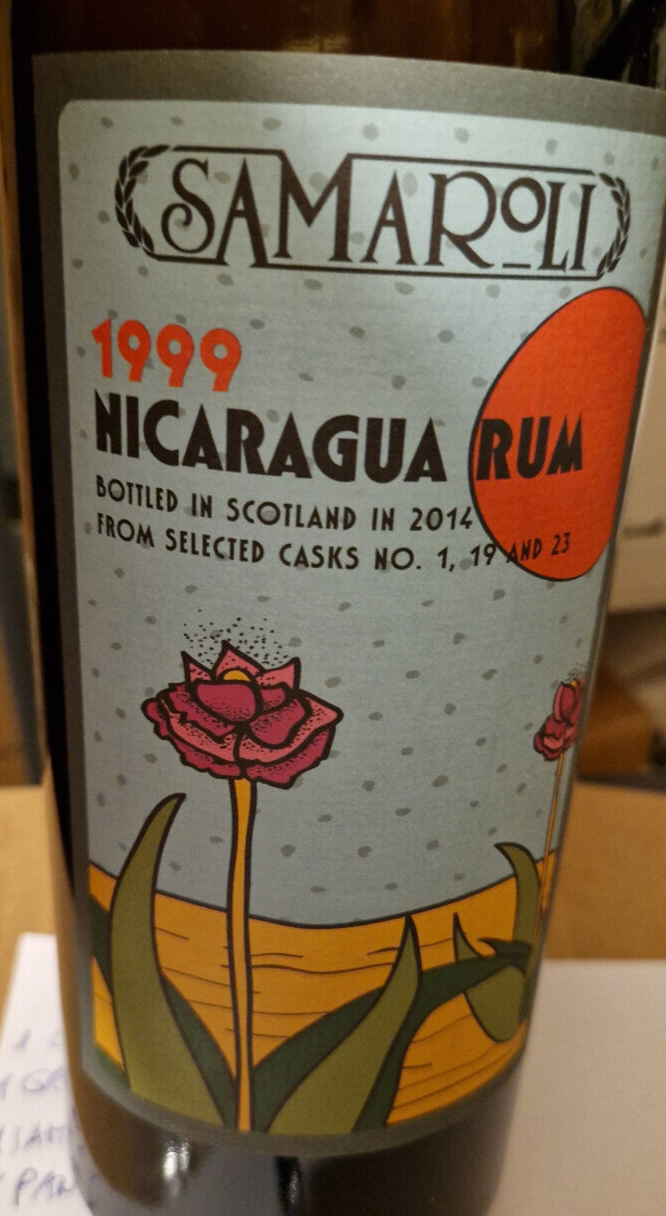 SAMAROLI
1999
NICARAGUA RUM
BOTTLED IN SCOTLAND IN 2014
FROM SELECTED CASKS NO. 1, 19 AND 23